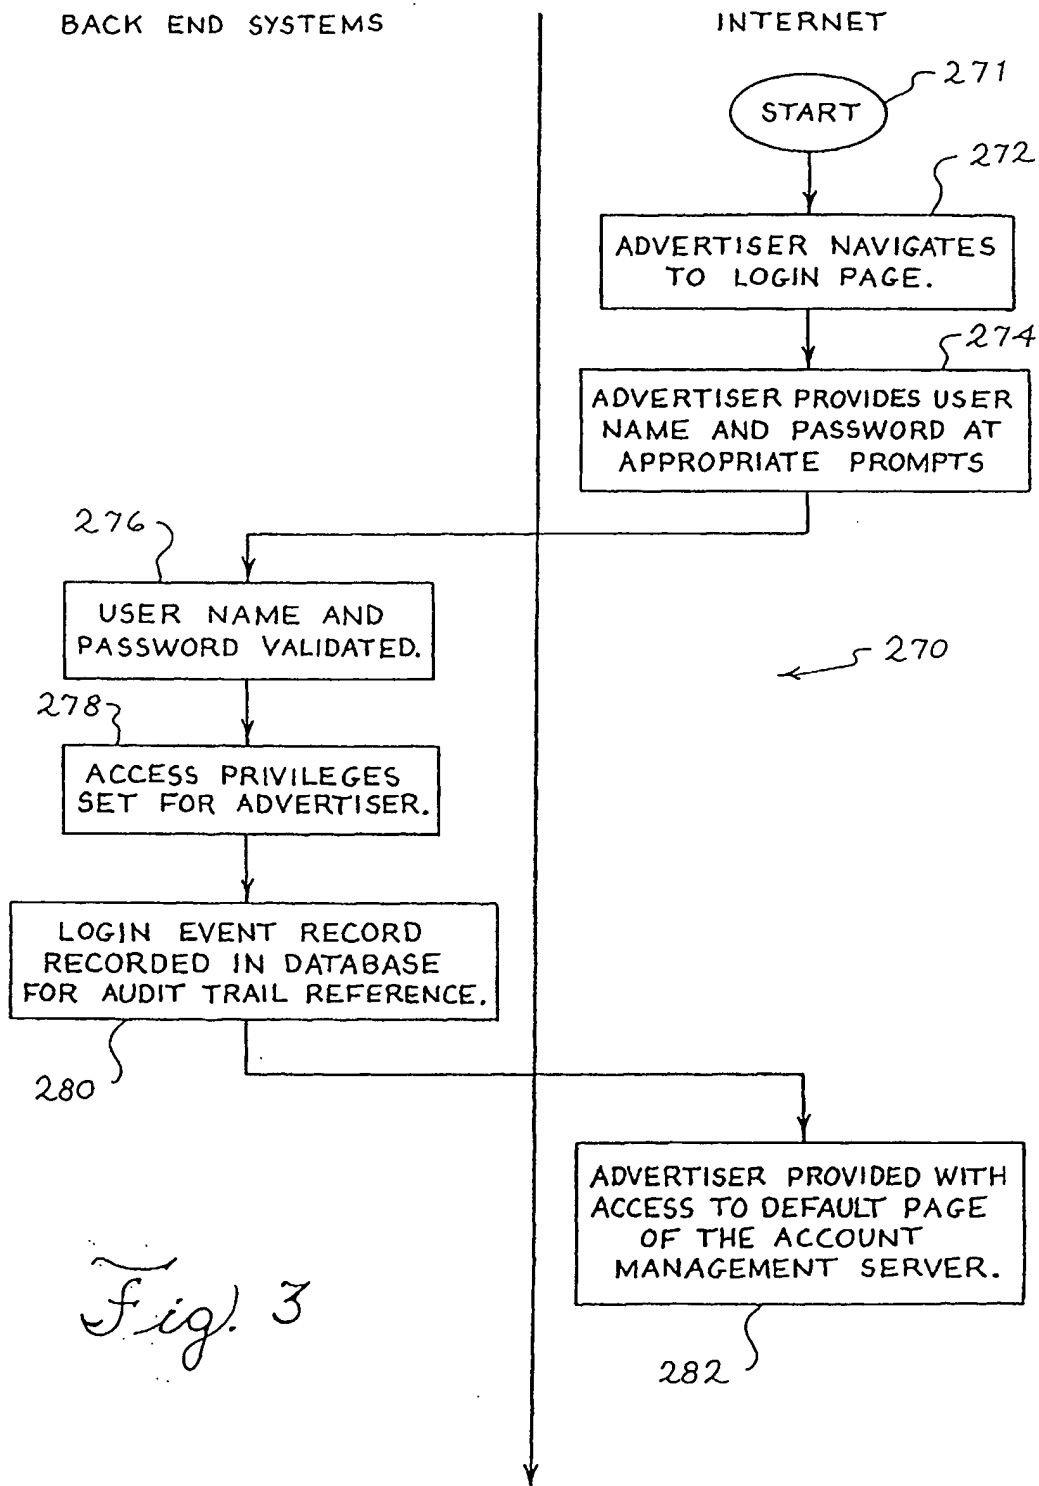 BACK END SYSTEMS
INTERNET
271
START
272
ADVERTISER NAVIGATES
TO LOGIN PAGE.
274
ADVERTISER PROVIDES USER
NAME AND PASSWORD AT
APPROPRIATE PROMPTS
276
USER NAME AND
PASSWORD VALIDATED.
270
278
ACCESS PRIVILEGES
SET FOR ADVERTISER.
LOGIN EVENT RECORD
RECORDED IN DATABASE
FOR AUDIT TRAIL REFERENCE.
280
ADVERTISER PROVIDED WITH
ACCESS TO DEFAULT PAGE
OF THE ACCOUNT
MANAGEMENT SERVER.
282
Fig. 3